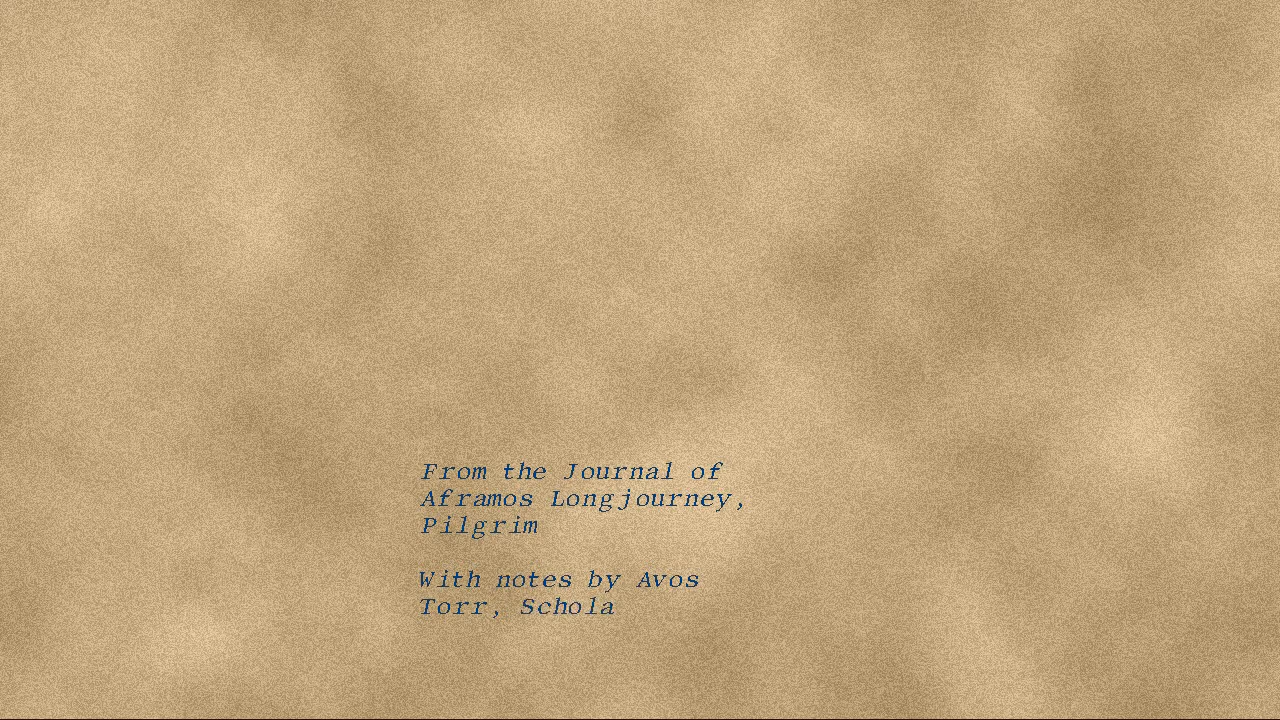 From the Journal of
Aframos Longjourney,
Pilgrim
With notes by Avos
Torr, Schola